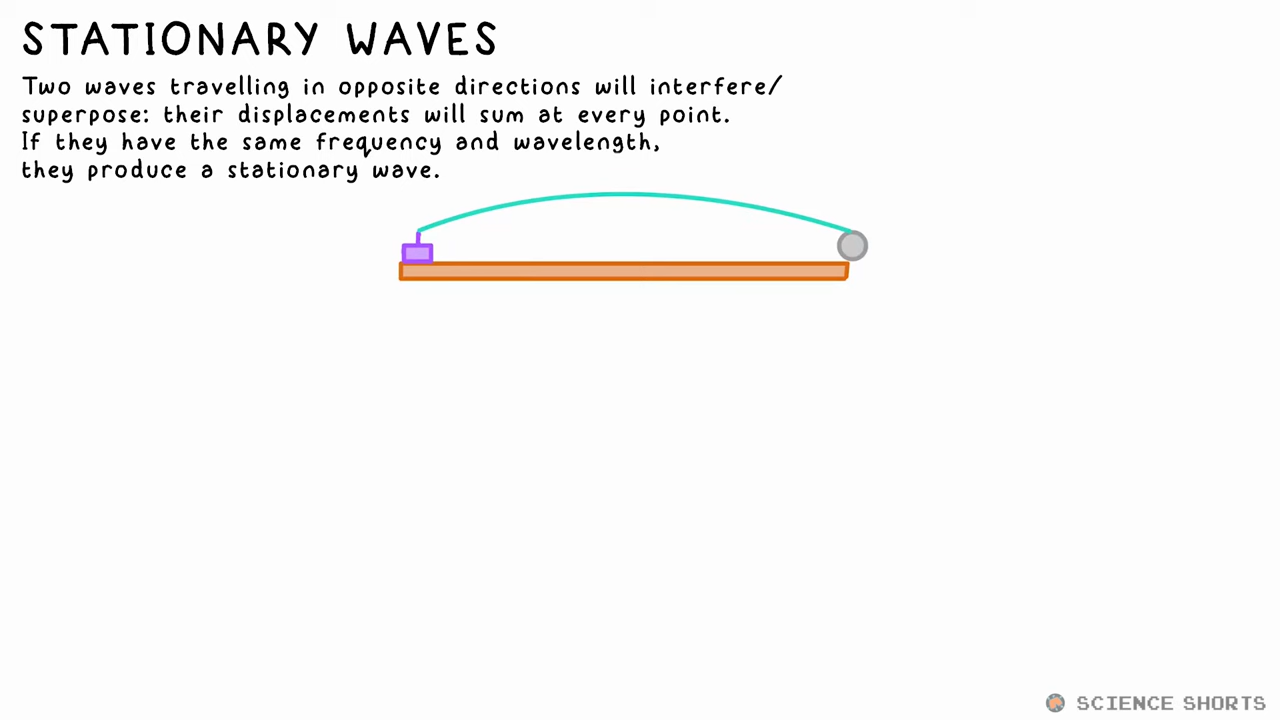 STATIONARY WAVES
Two waves travelling in opposite directions will interfere/
superpose: their displacements will sum at every point.
If they have the same frequency and wavelength,
they produce a stationary wave.
SCIENCE SHORTS